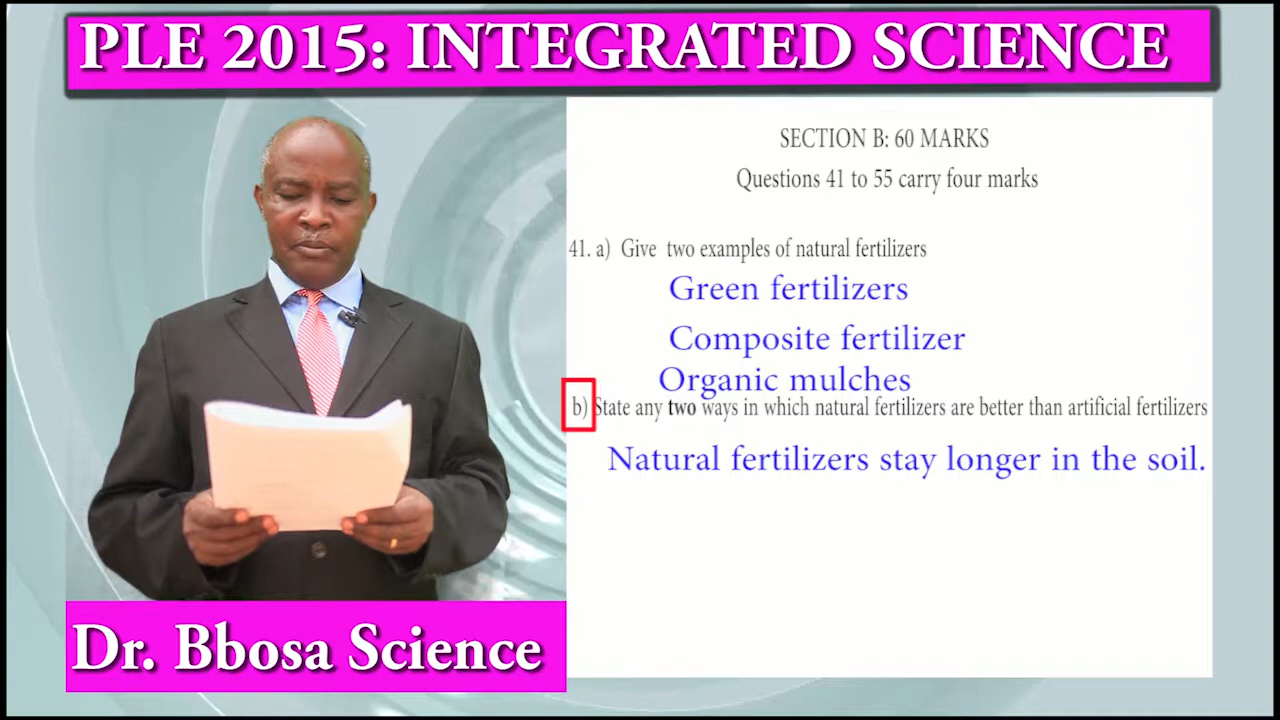 PLE 2015: INTEGRATED SCIENCE
SECTION B: 60 MARKS
Questions 41 to 55 carry four marks
41. a) Give two examples of natural fertilizers
Green fertilizers
Composite fertilizer
Organic mulches
b) State any two ways in which natural fertilizers are better than artificial fertilizers
Natural fertilizers stay longer in the soil.
Dr. Bbosa Science